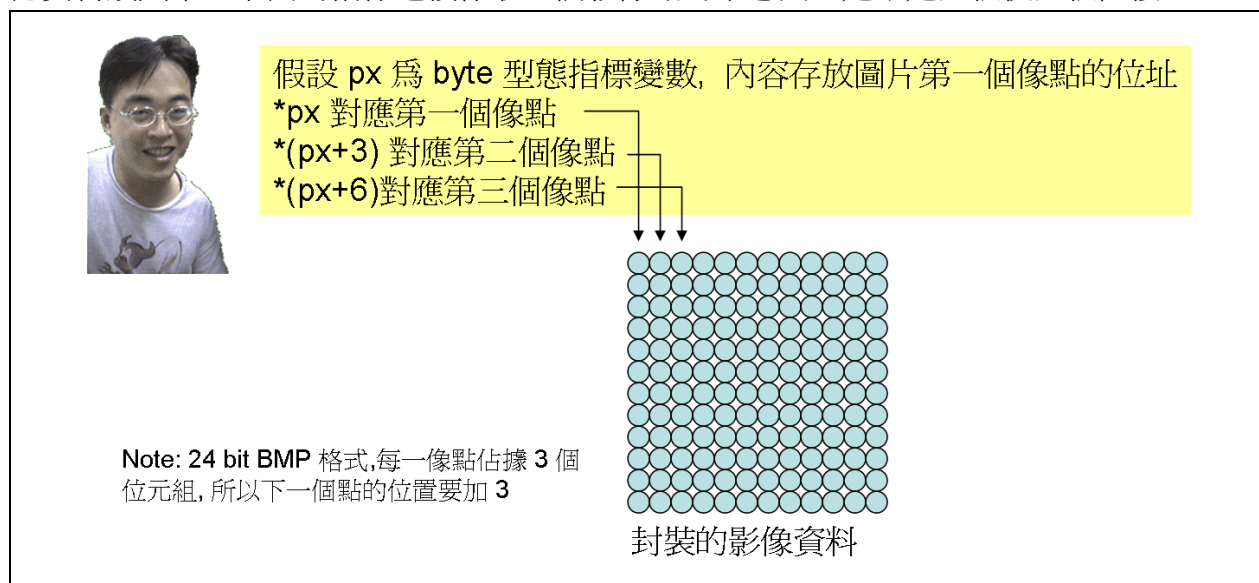 假設 px 為 byte 型態指標變數, 內容存放圖片第一個像點的位址
*px 對應第一個像點
*(px+3) 對應第二個像點
*(px+6)對應第三個像點
Note: 24 bit BMP 格式,每一像點佔據 3 個
位元組, 所以下一個點的位置要加 3
封裝的影像資料